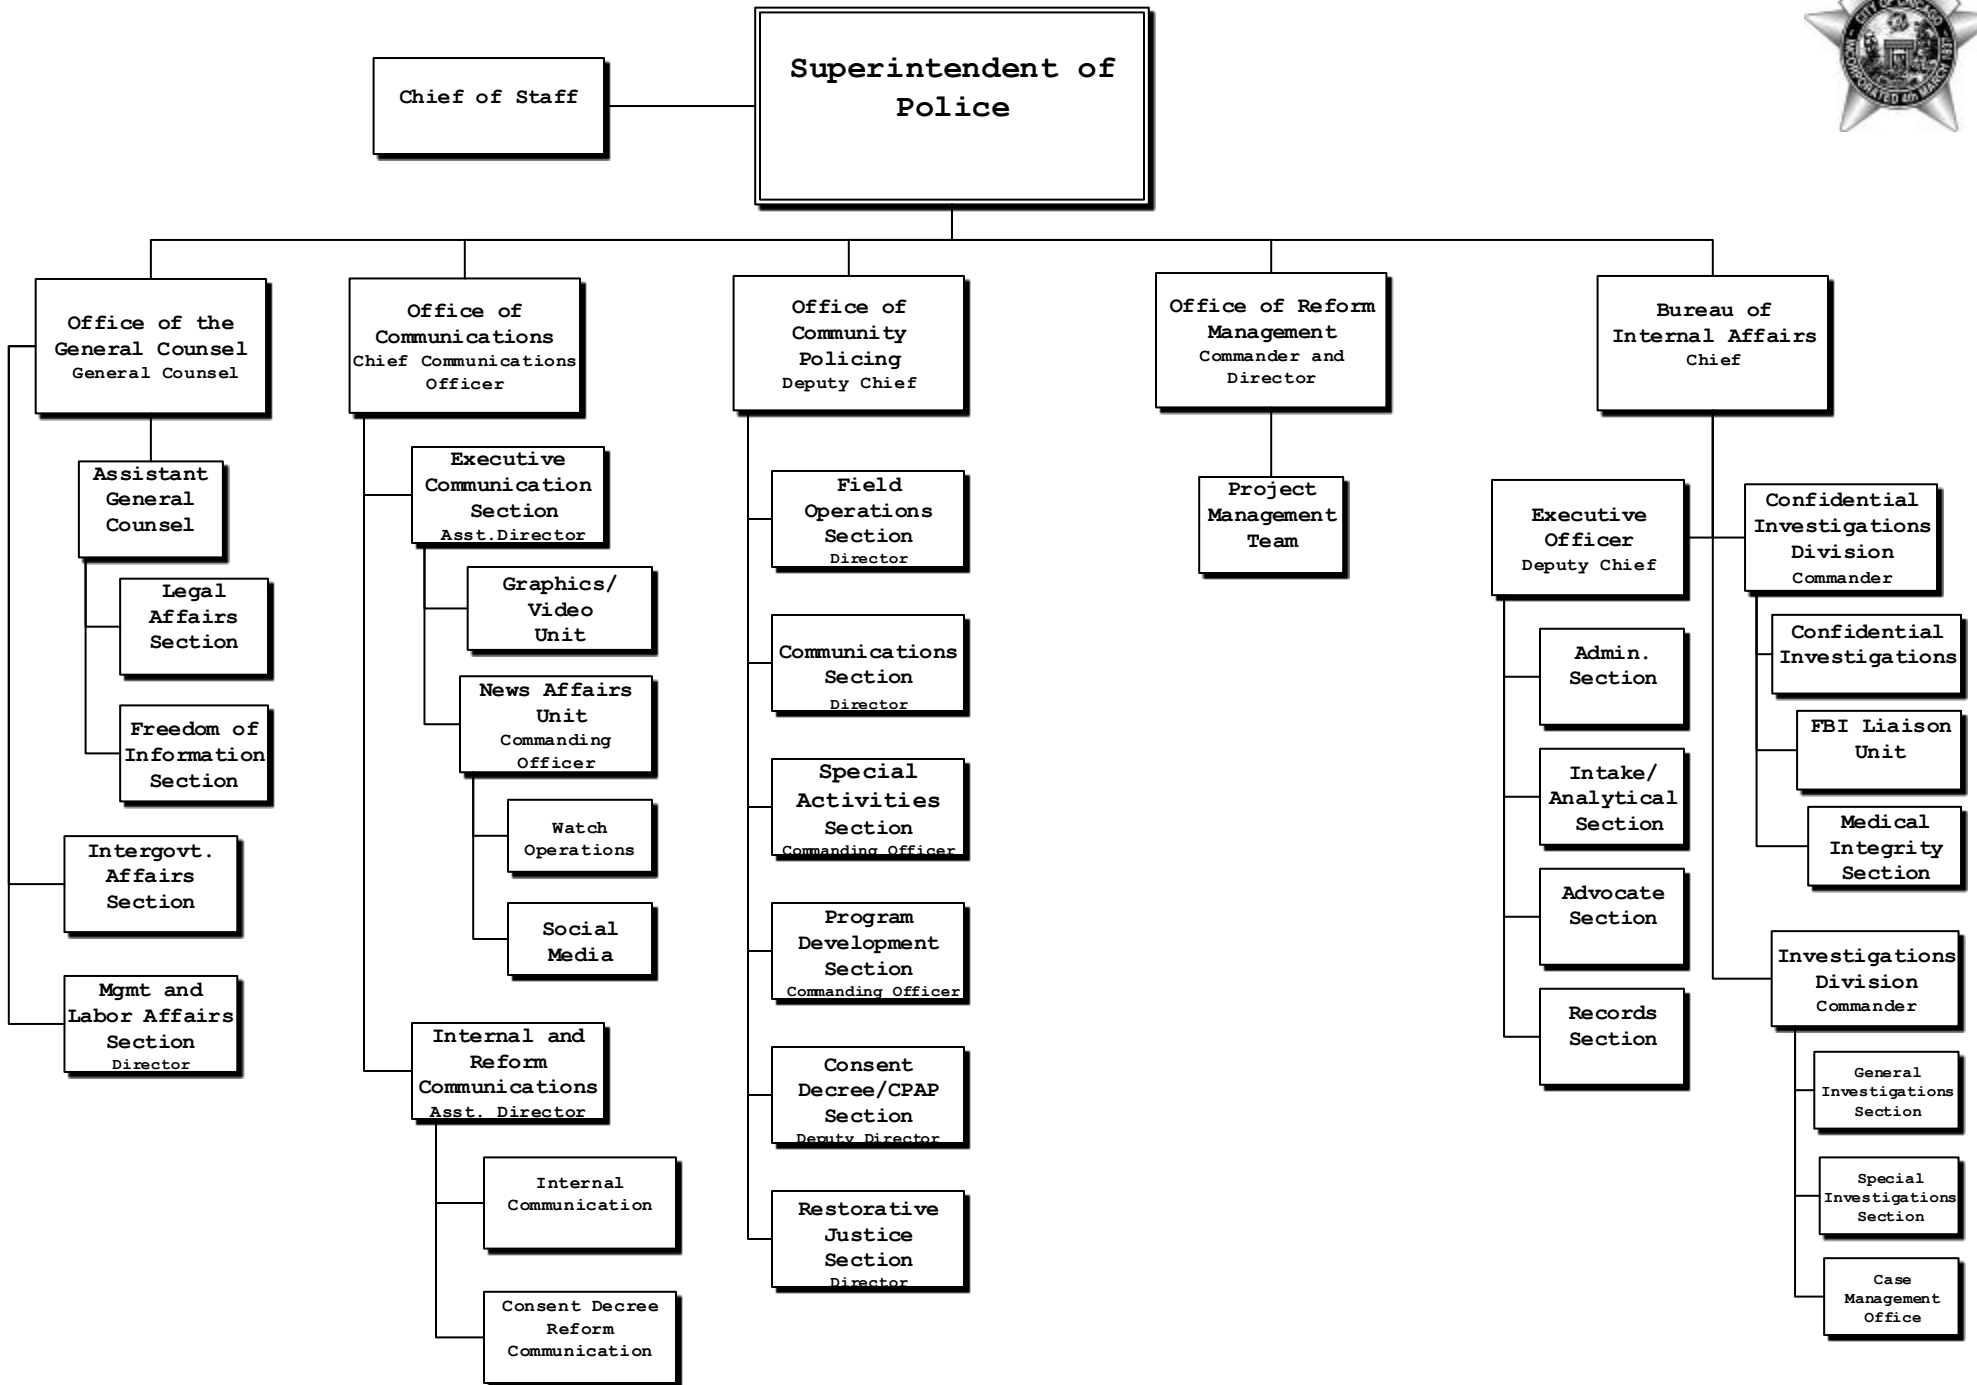 Superintendent of
Police
Chief of Staff
CITY OF CHICAGO
INCORPORATED 4th MARCH 1837
Office of the
General Counsel
General Counsel
Assistant
General
Counsel
Legal
Affairs
Section
Freedom of
Information
Section
Intergovt.
Affairs
Section
Mgmt and
Labor Affairs
Section
Director
Office of
Communications
Chief Communications
Officer
Executive
Communication
Section
Asst.Director
Graphics/
Video
Unit
News Affairs
Unit
Commanding
Officer
Watch
Operations
Social
Media
Internal and
Reform
Communications
Asst. Director
Internal
Communication
Consent Decree
Reform
Communication
Office of
Community
Policing
Deputy Chief
Field
Operations
Section
Director
Communications
Section
Director
Special
Activities
Section
Commanding Officer
Program
Development
Section
Commanding Officer
Consent
Decree/CPAP
Section
Deputy Director
Restorative
Justice
Section
Director
Office of Reform
Management
Commander and
Director
Project
Management
Team
Bureau of
Internal Affairs
Chief
Executive
Officer
Deputy Chief
Admin.
Section
Intake/
Analytical
Section
Advocate
Section
Records
Section
Confidential
Investigations
Division
Commander
Confidential
Investigations
FBI Liaison
Unit
Medical
Integrity
Section
Investigations
Division
Commander
General
Investigations
Section
Special
Investigations
Section
Case
Management
Office